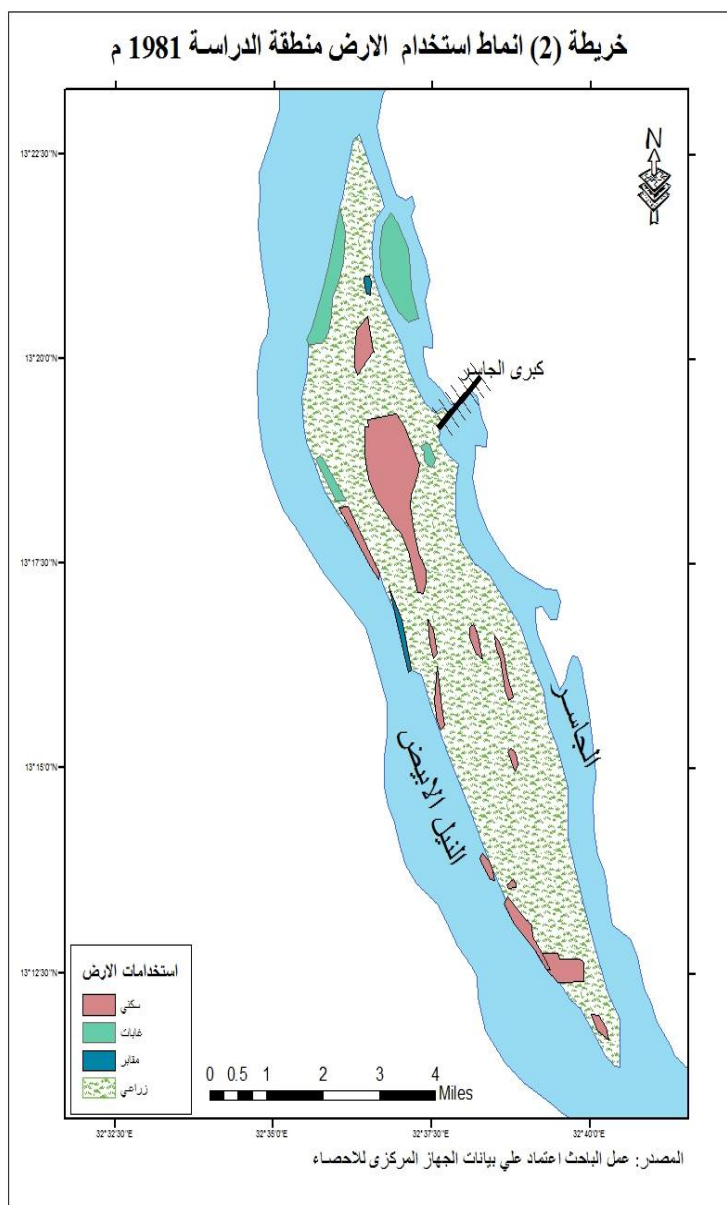 خريطة (2) انماط استخدام الارض منطقة الدراسة 1981 م
N
13°22'30"N
13°20'0"N
كبرى الجاسر
13°17'30"N
13°15'0"N
الجاسر
النيل الابيض
13°12'30"N
استخدامات الارض
سكني
غابات
مقابر
زراعي
0 0.5 1 2 3 4
Miles
32°32'30"E 32°35'0"E 32°37'30"E 32°40'0"E
المصدر: عمل الباحث اعتماد علي بيانات الجهاز المركزى للاحصاء